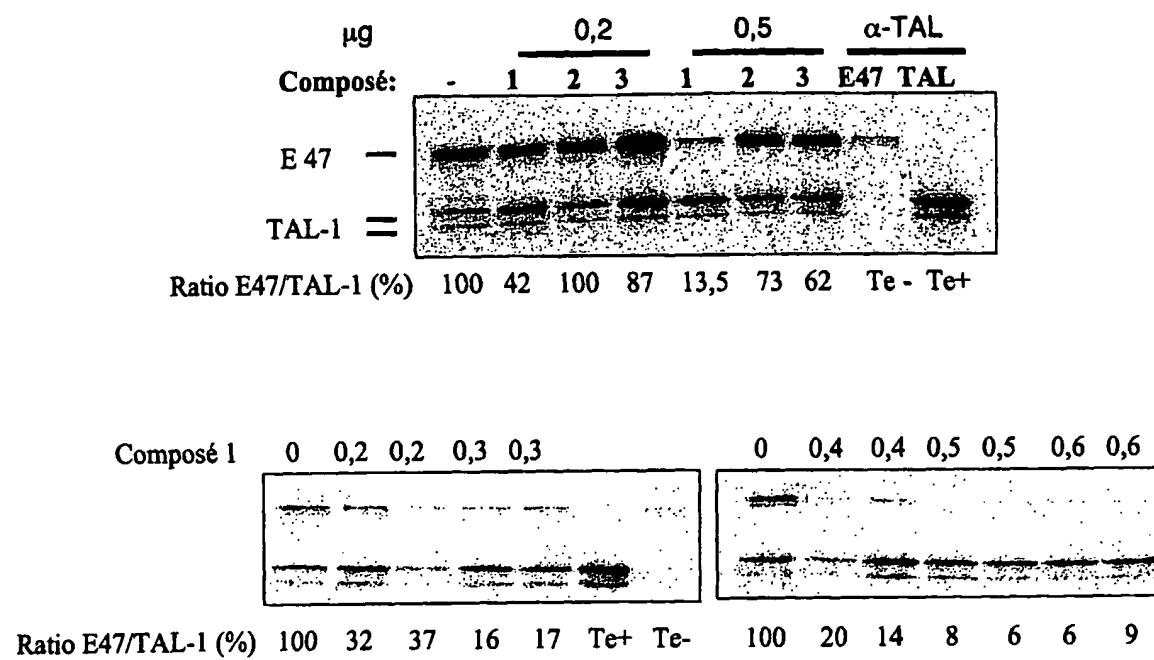 µg 0,2 0,5 α-TAL
Composé: - 1 2 3 1 2 3 E47 TAL
E 47
TAL-1
Ratio E47/TAL-1 (%) 100 42 100 87 13,5 73 62 Te - Te+
Composé 1 0 0,2 0,2 0,3 0,3 0 0,4 0,4 0,5 0,5 0,6 0,6
Ratio E47/TAL-1 (%) 100 32 37 16 17 Te+ Te- 100 20 14 8 6 6 9